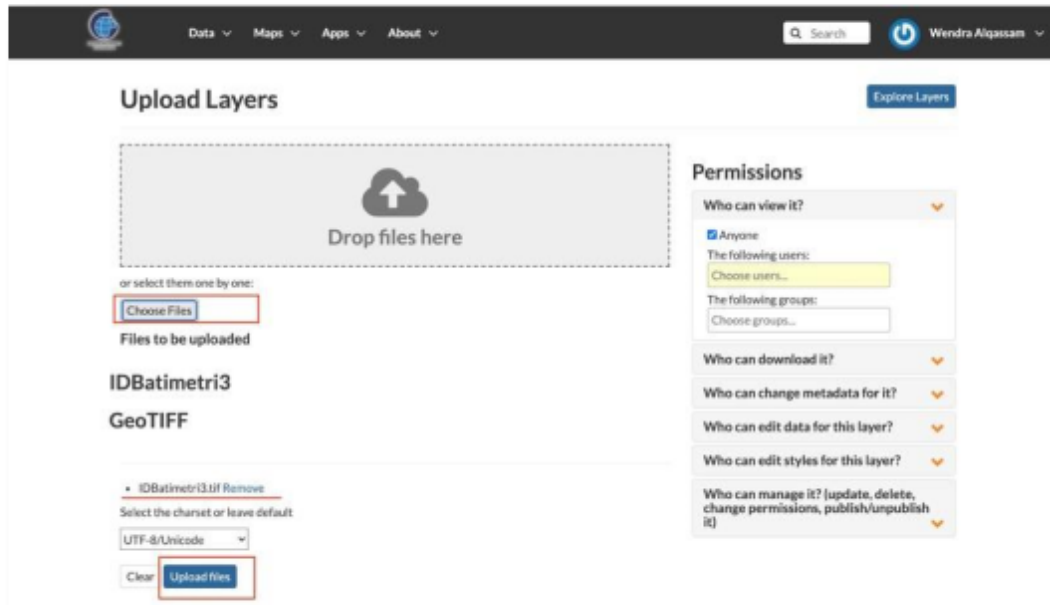 Data Maps Apps About Search Wendra Alqassam
Upload Layers
Explore Layers
Drop files here
or select them one by one:
Choose Files
Files to be uploaded
IDBatimetri3
GeoTIFF
IDBatimetri3.tif Remove
Select the charset or leave default
UTF-8/Unicode
Clear Upload files
Permissions
Who can view it?
Anyone
The following users:
Choose users...
The following groups:
Choose groups...
Who can download it?
Who can change metadata for it?
Who can edit data for this layer?
Who can edit styles for this layer?
Who can manage it? (update, delete,
change permissions, publish/unpublish
it)